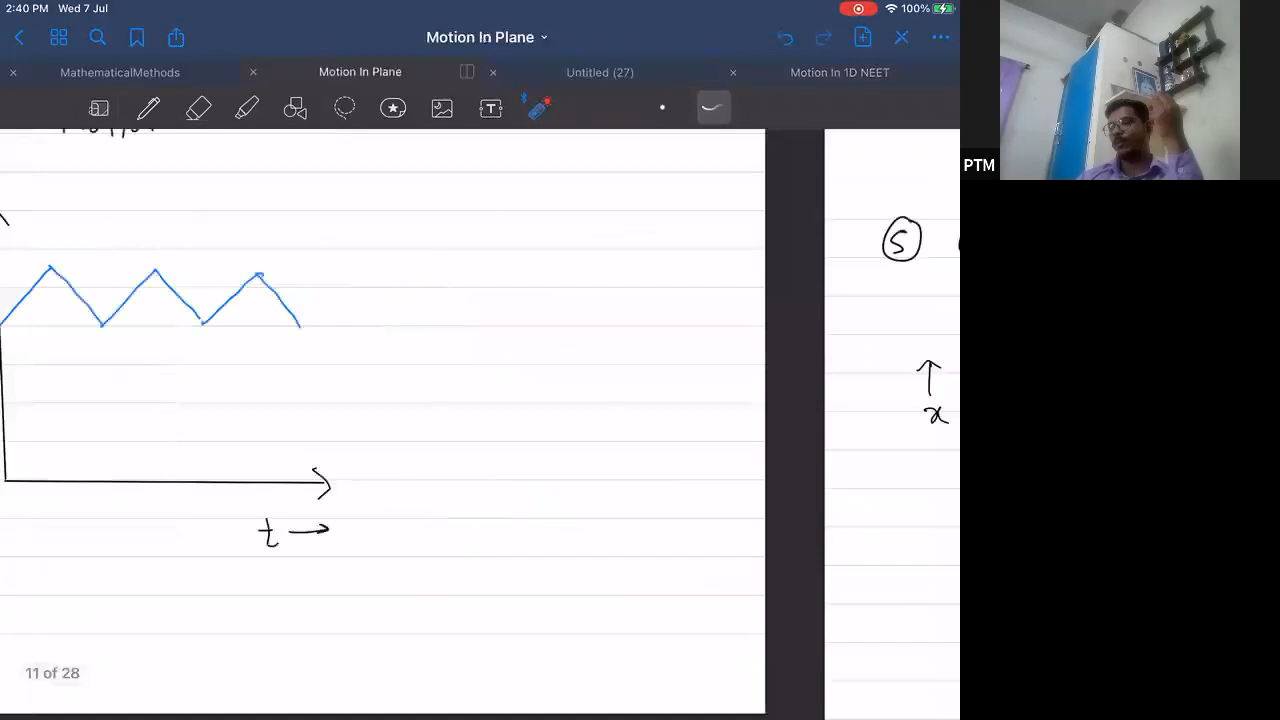 2:40 PM Wed 7 Jul
100%
Motion In Plane
MathematicalMethods
Motion In Plane
Untitled (27)
Motion In 1D NEET
T
PTM
5
x
t →
11 of 28